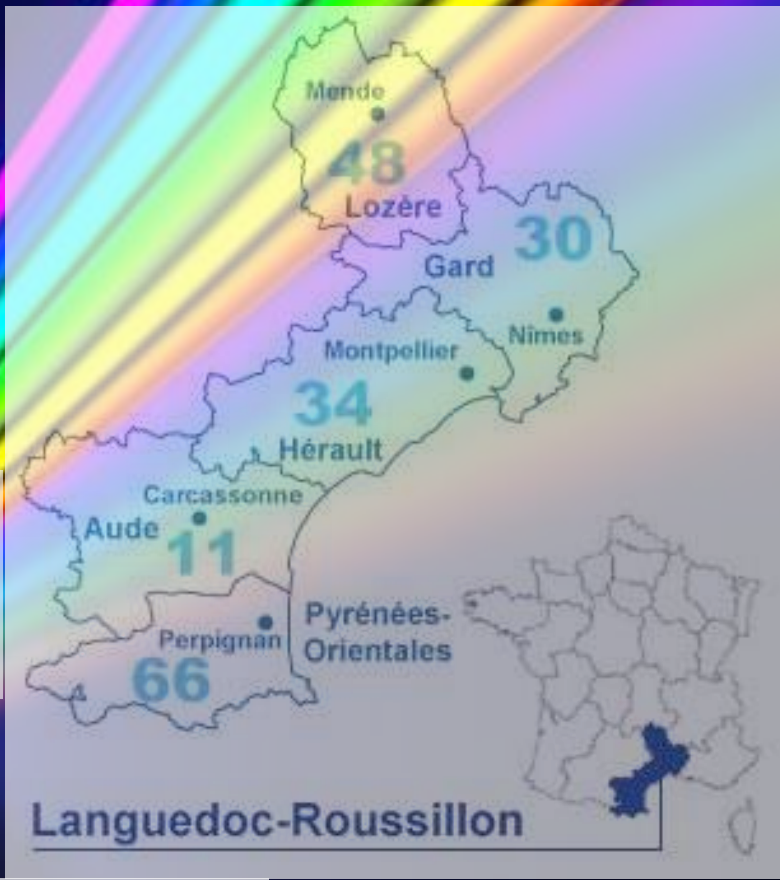 Mende
48
Lozère
30
Gard
Nîmes
Montpellier
34
Hérault
Carcassonne
Aude
11
Pyrénées-
Orientales
Perpignan
66
Languedoc-Roussillon